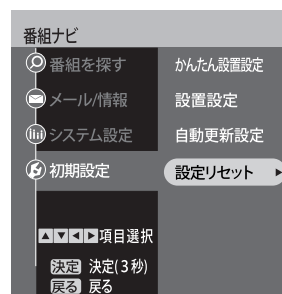 番組ナビ
番組を探す
メール/情報
システム設定
初期設定
かんたん設置設定
設置設定
自動更新設定
設定リセット
▲▼◀▶項目選択
決定 決定(3秒)
戻る 戻る